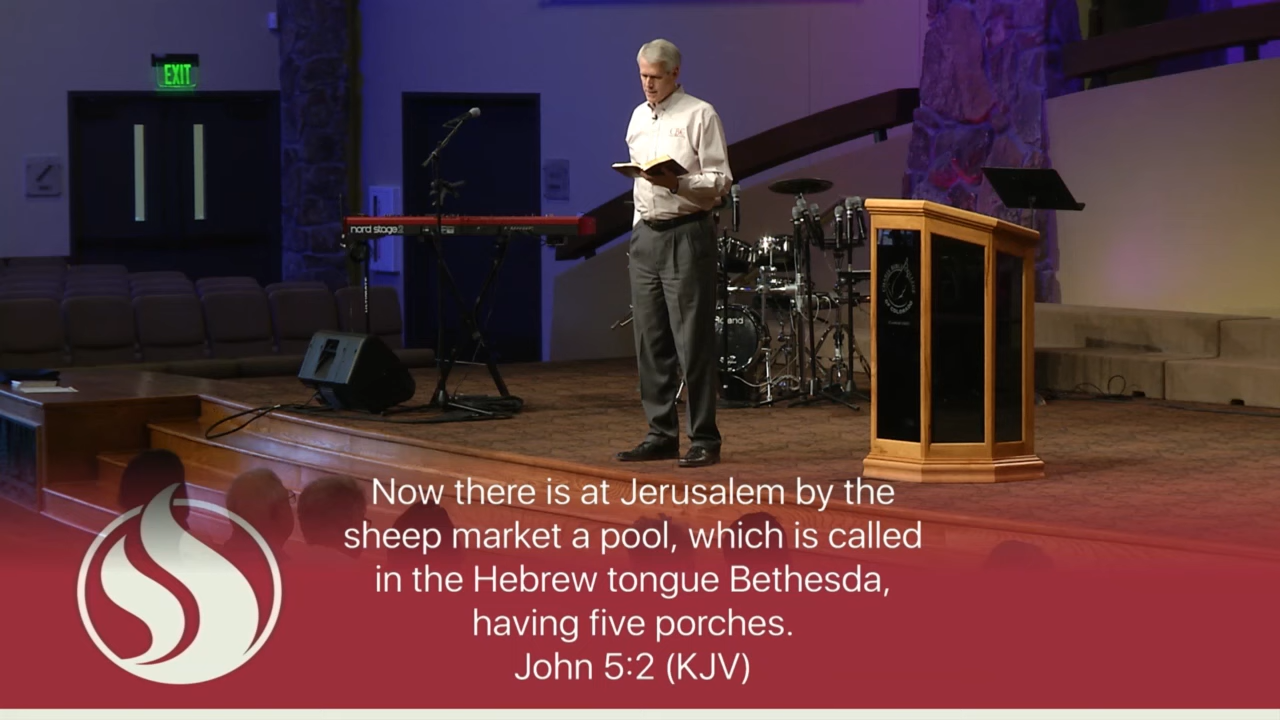 EXIT
nord stage
Roland
Now there is at Jerusalem by the
sheep market a pool, which is called
in the Hebrew tongue Bethesda,
having five porches.
John 5:2 (KJV)